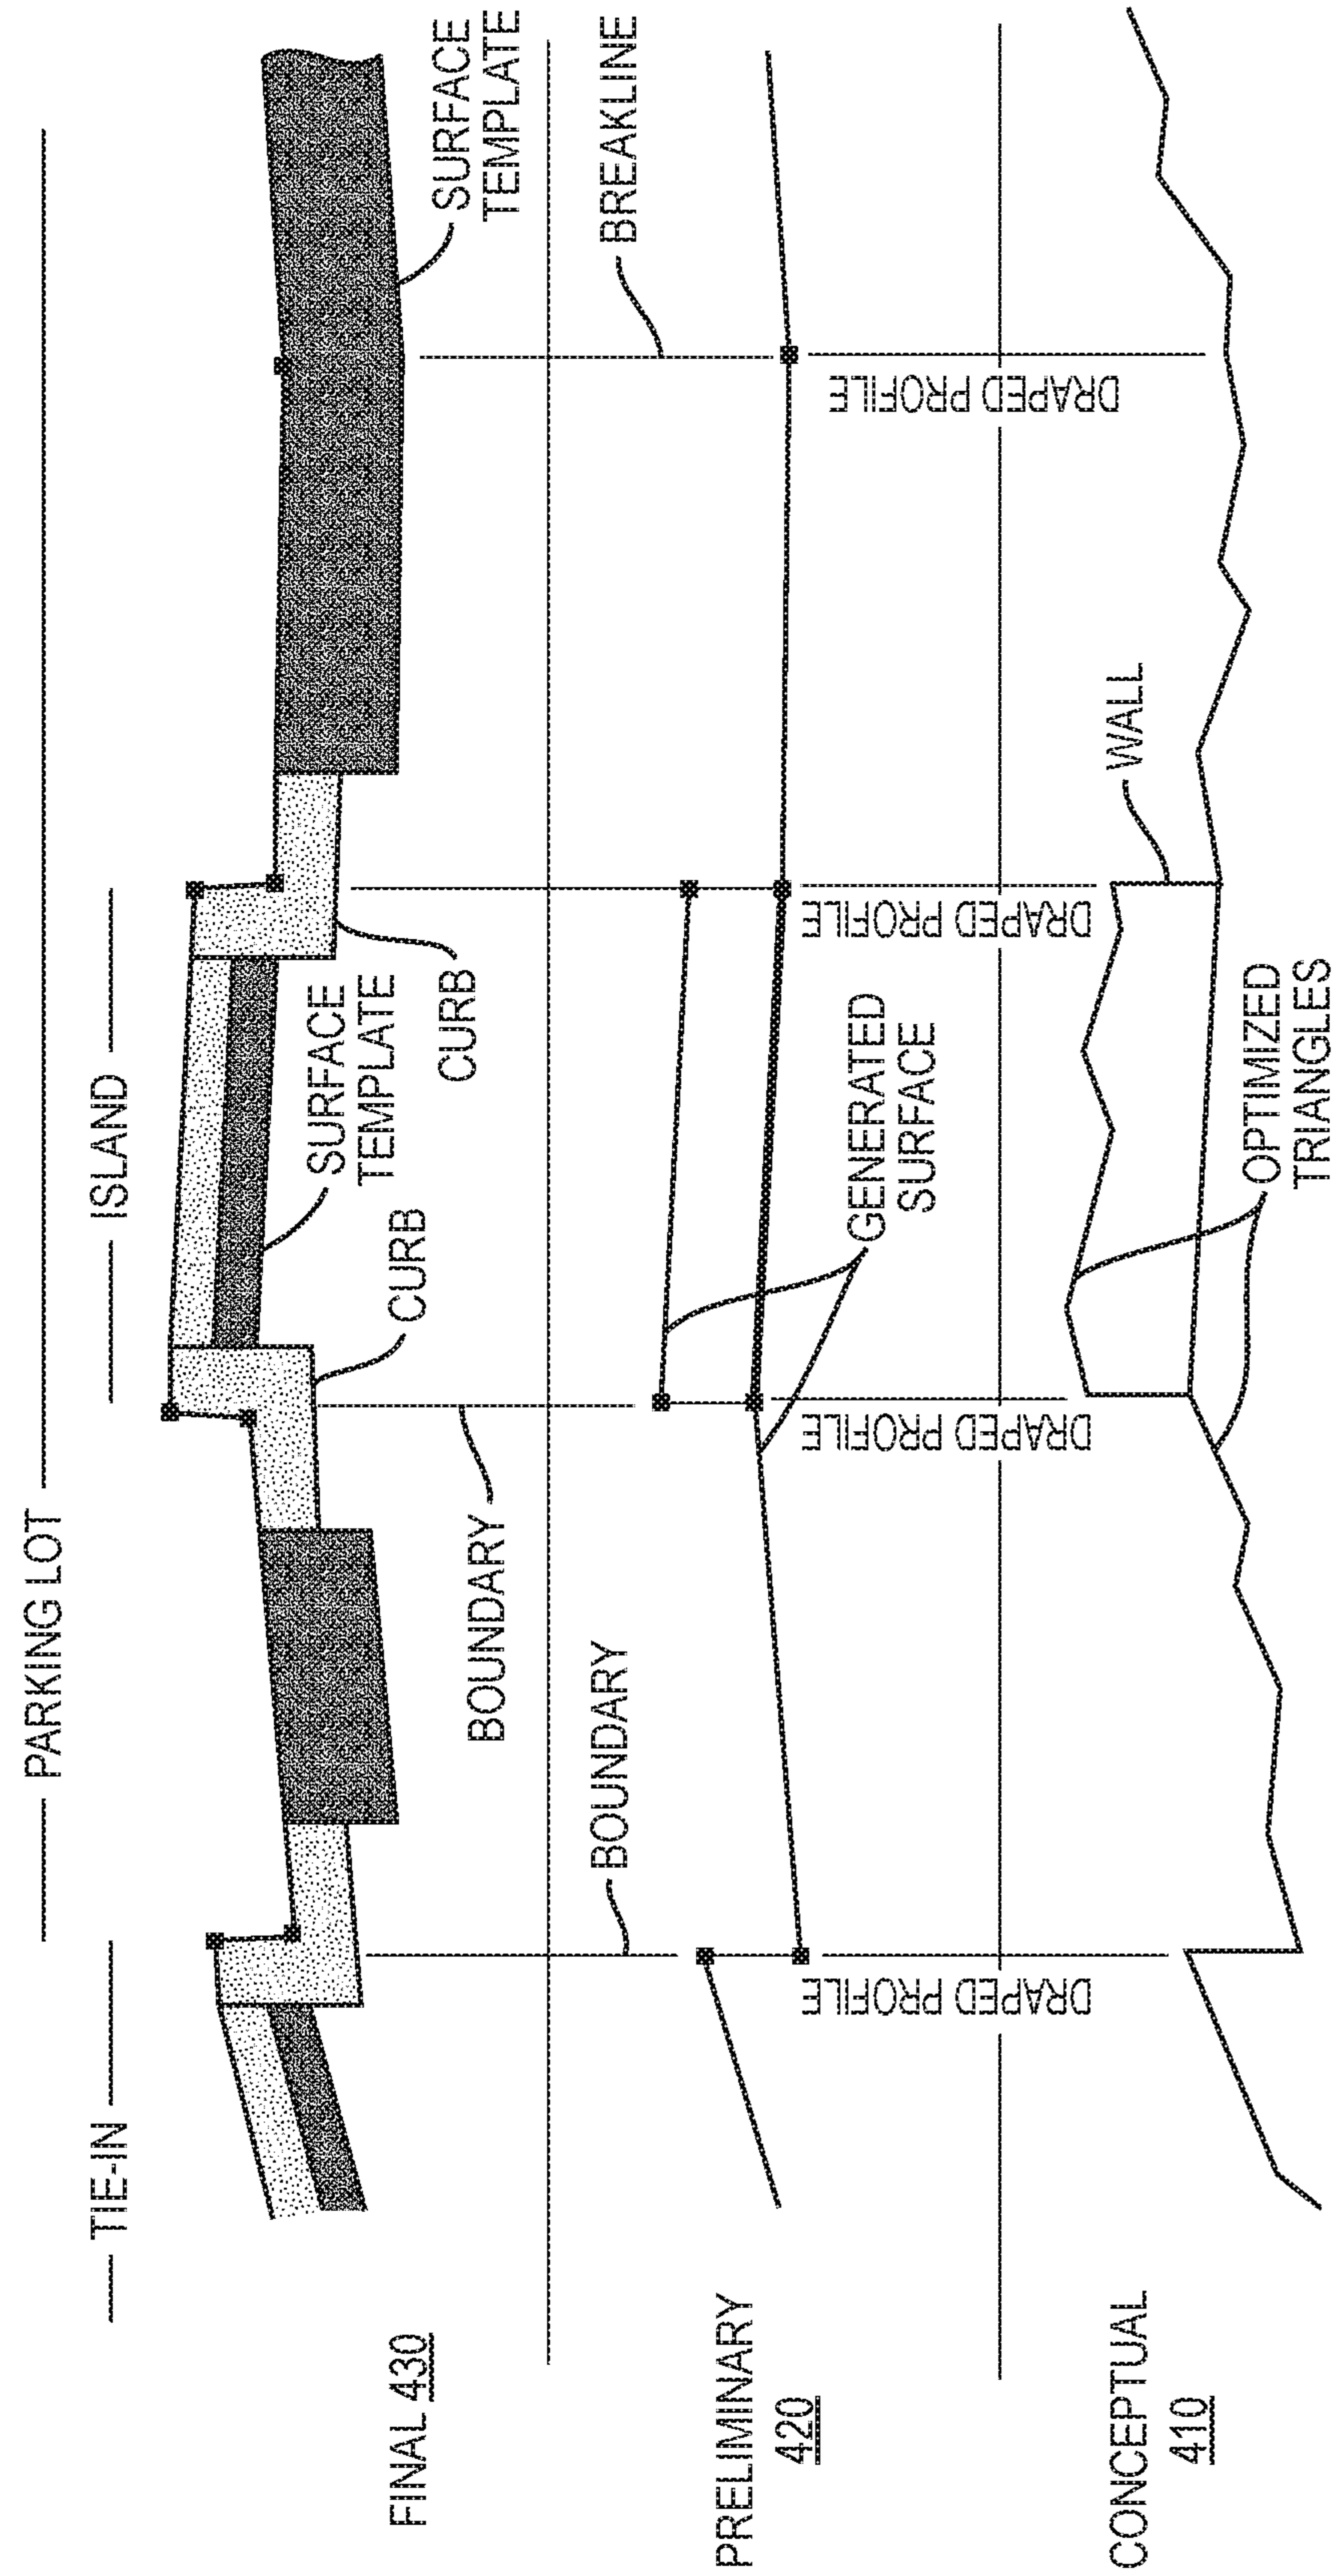 PARKING LOT
TIE-IN
ISLAND
FINAL 430
SURFACE
TEMPLATE
CURB
CURB
SURFACE
TEMPLATE
BOUNDARY
BOUNDARY
BREAKLINE
PRELIMINARY
420
GENERATED
SURFACE
DRAPED PROFILE
DRAPED PROFILE
DRAPED PROFILE
DRAPED PROFILE
CONCEPTUAL
410
WALL
OPTIMIZED
TRIANGLES